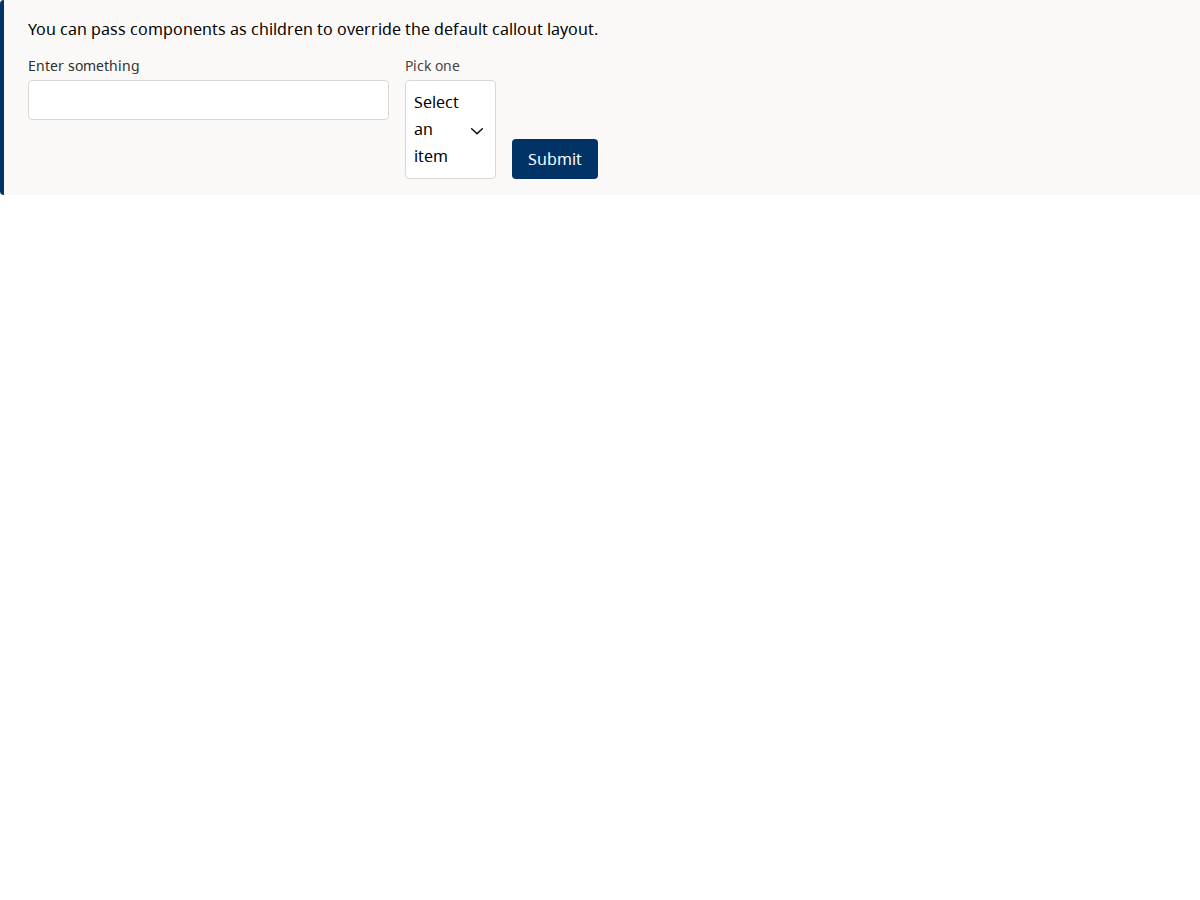 You can pass components as children to override the default callout layout.
Enter something
Pick one
Select
an
item
Submit